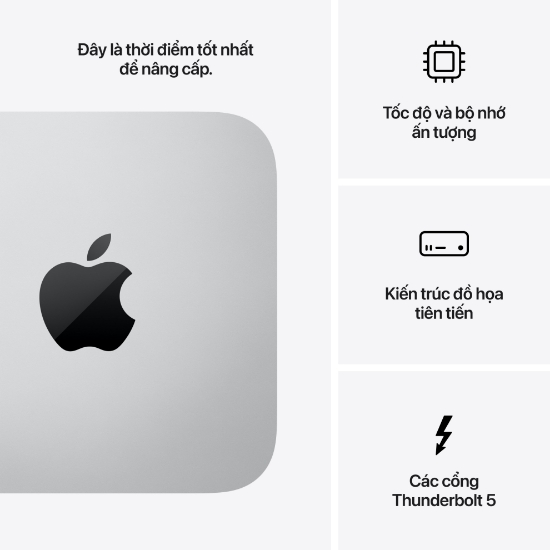 Đây là thời điểm tốt nhất
để nâng cấp.
Tốc độ và bộ nhớ
ấn tượng
Kiến trúc đồ họa
tiên tiến
Các cổng
Thunderbolt 5